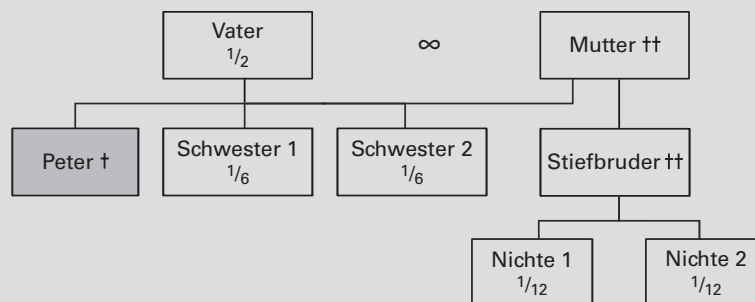 Vater
1/2
∞
Mutter ††
Peter †
Schwester 1
1/6
Schwester 2
1/6
Stiefbruder ††
Nichte 1
1/12
Nichte 2
1/12